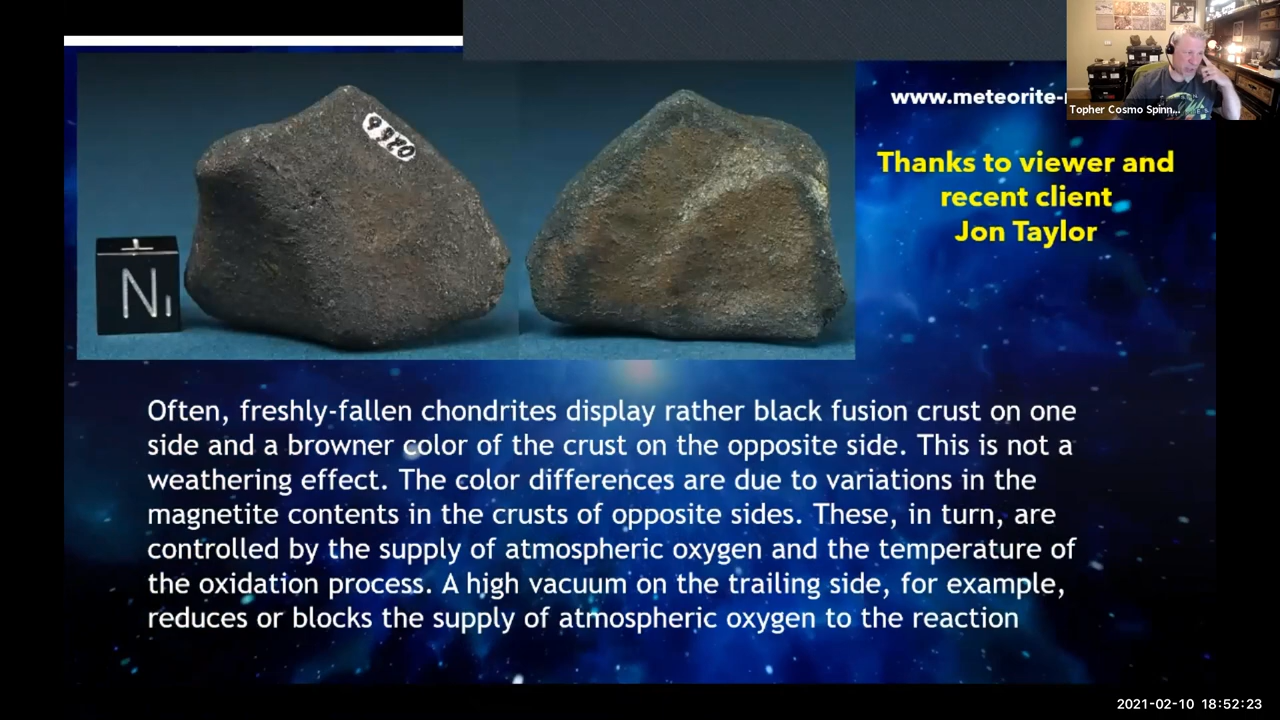 9920
N
www.meteorite-
Topher Cosmo Spinn...
Thanks to viewer and
recent client
Jon Taylor
Often, freshly-fallen chondrites display rather black fusion crust on one
side and a browner color of the crust on the opposite side. This is not a
weathering effect. The color differences are due to variations in the
magnetite contents in the crusts of opposite sides. These, in turn, are
controlled by the supply of atmospheric oxygen and the temperature of
the oxidation process. A high vacuum on the trailing side, for example,
reduces or blocks the supply of atmospheric oxygen to the reaction
2021-02-10 18:52:23